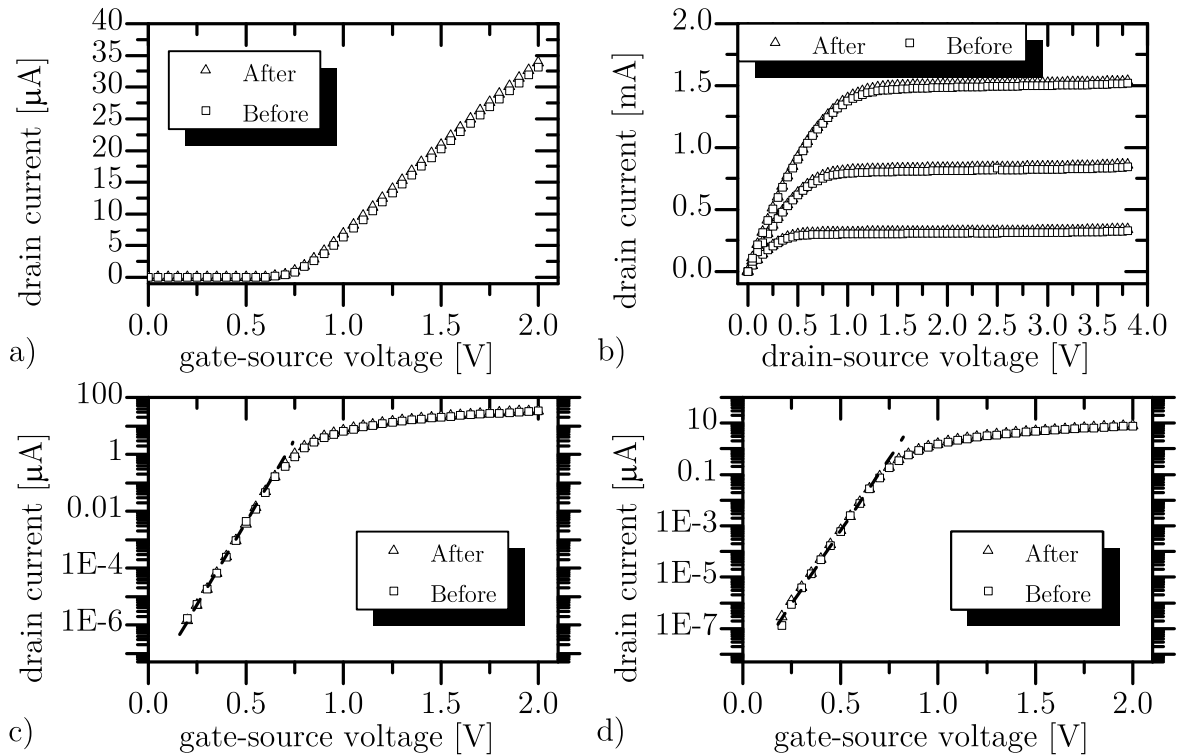 40
35
30
25
20
15
10
5
0
drain current [µA]
After
Before
0.0 0.5 1.0 1.5 2.0
gate-source voltage [V]
a)
2.0
1.5
1.0
0.5
0.0
drain current [mA]
After Before
0.0 0.5 1.0 1.5 2.0 2.5 3.0 3.5 4.0
drain-source voltage [V]
b)
100
1
0.01
1E-4
1E-6
drain current [µA]
After
Before
0.0 0.5 1.0 1.5 2.0
gate-source voltage [V]
c)
10
0.1
1E-3
1E-5
1E-7
drain current [µA]
After
Before
0.0 0.5 1.0 1.5 2.0
gate-source voltage [V]
d)